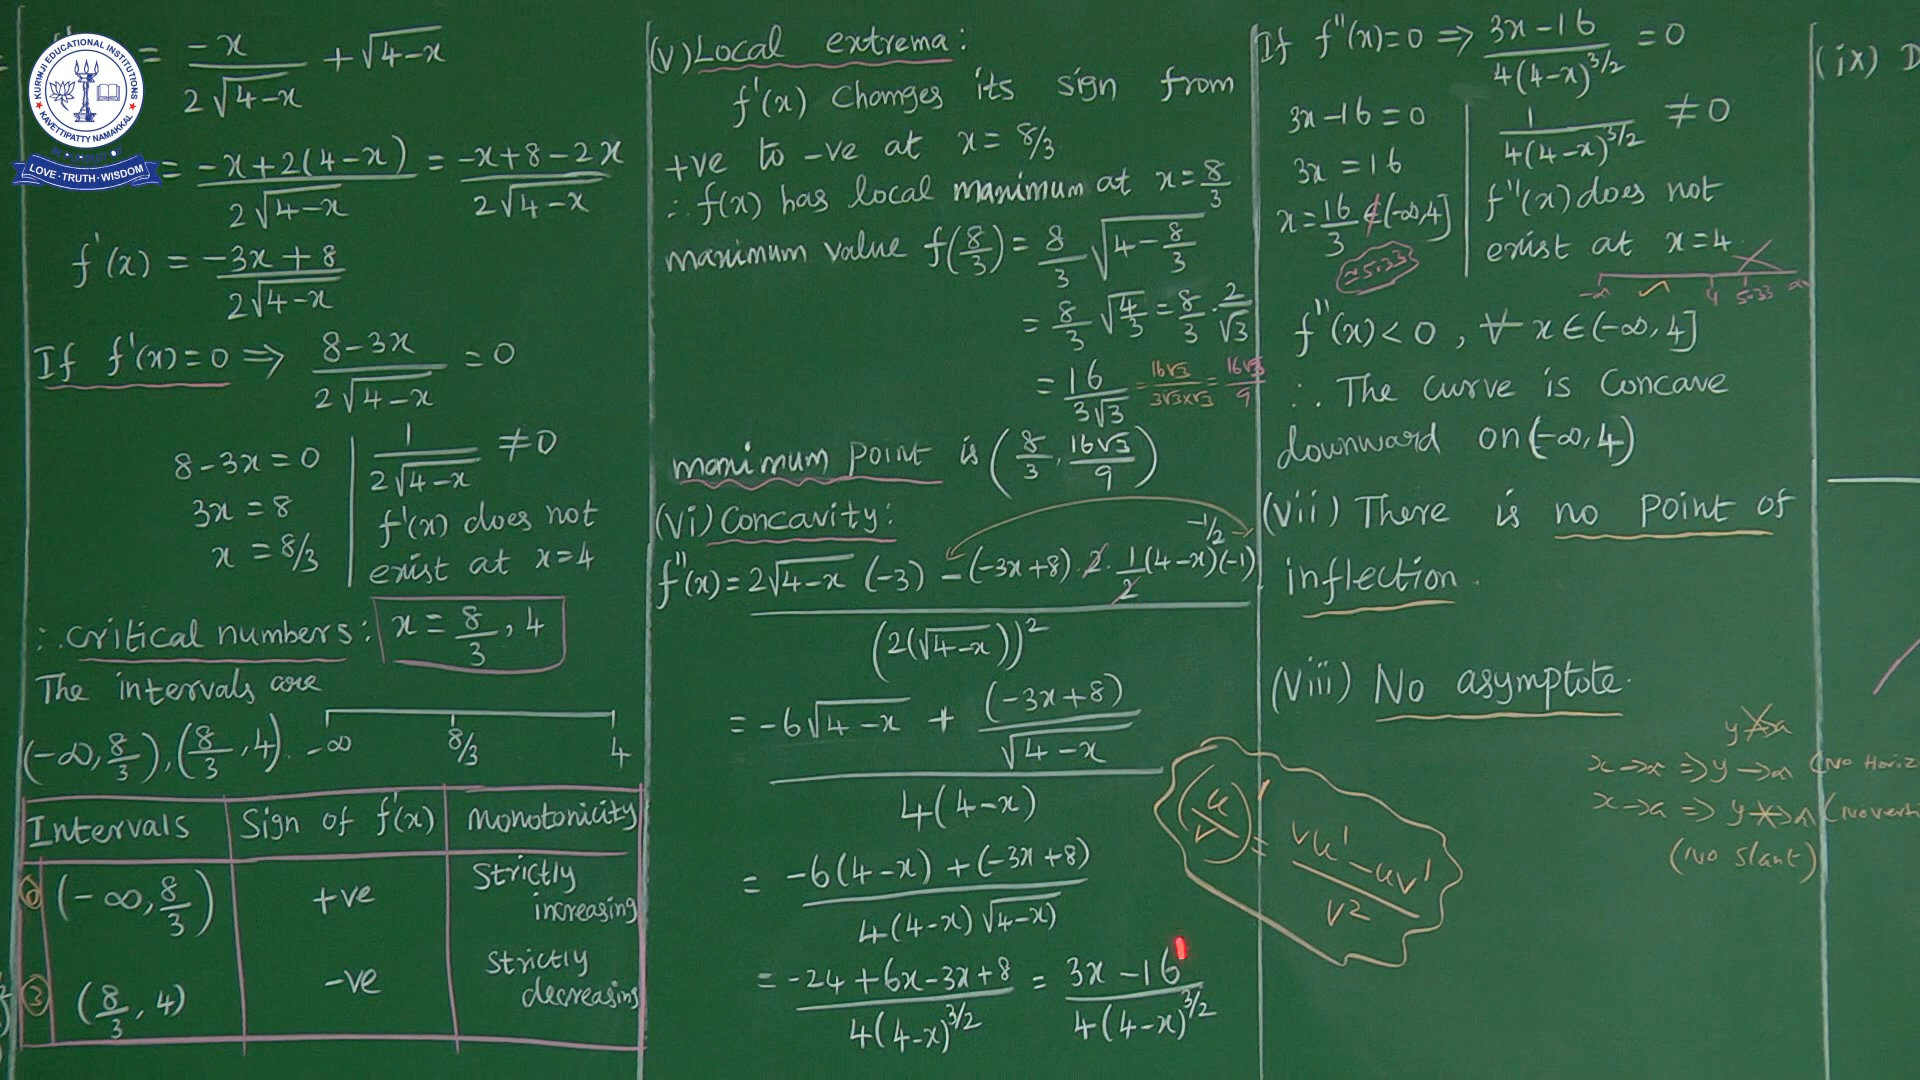 KURINJI EDUCATIONAL INSTITUTIONS
KAVETTIPATTY NAMAKKAL
LOVE · TRUTH · WISDOM
= -x / 2√4-x + √4-x
= -x+2(4-x) / 2√4-x = -x+8-2x / 2√4-x
f'(x) = -3x+8 / 2√4-x
If f'(x)=0 ⇒ 8-3x / 2√4-x = 0
8-3x = 0
3x = 8
x = 8/3
1 / 2√4-x ≠ 0
f'(x) does not
exist at x=4
∴ critical numbers: x = 8/3, 4
The intervals are
(-∞, 8/3), (8/3, 4). -∞ 8/3 4
Intervals Sign of f'(x) monotonicity
(-∞, 8/3) +ve Strictly increasing
③ (8/3, 4) -ve Strictly decreasing
(v) Local extrema:
f'(x) changes its sign from
+ve to -ve at x = 8/3
∴ f(x) has local maximum at x = 8/3
maximum value f(8/3) = 8/3 √4-8/3
= 8/3 √4/3 = 8/3 · 2/√3
= 16/3√3 = 16√3/3√3×√3 = 16√3/9
maximum point is (8/3, 16√3/9)
(vi) Concavity:
f''(x) = 2√4-x (-3) - (-3x+8) · 2 · 1/2 (4-x)^-1/2 (-1) / (2(√4-x))²
= -6√4-x + (-3x+8)/√4-x / 4(4-x)
= -6(4-x) + (-3x+8) / 4(4-x)√4-x)
= -24+6x-3x+8 / 4(4-x)^3/2 = 3x-16 / 4(4-x)^3/2
(u/v)' = vu'-uv' / v²
If f''(x)=0 ⇒ 3x-16 / 4(4-x)^3/2 = 0
3x-16 = 0
3x = 16
x = 16/3 ∉ (-∞,4]
≈5.33
1 / 4(4-x)^3/2 ≠ 0
f''(x) does not
exist at x=4
-∞ 4 5.33 ∞
f''(x) < 0, ∀ x ∈ (-∞, 4]
∴ The curve is Concave
downward on (-∞, 4)
(vii) There is no point of
inflection.
(viii) No asymptote.
x→∞ ⇒ y→∞ (No Horiz
x→a ⇒ y↛∞ (No verti
(No slant)
(ix) D